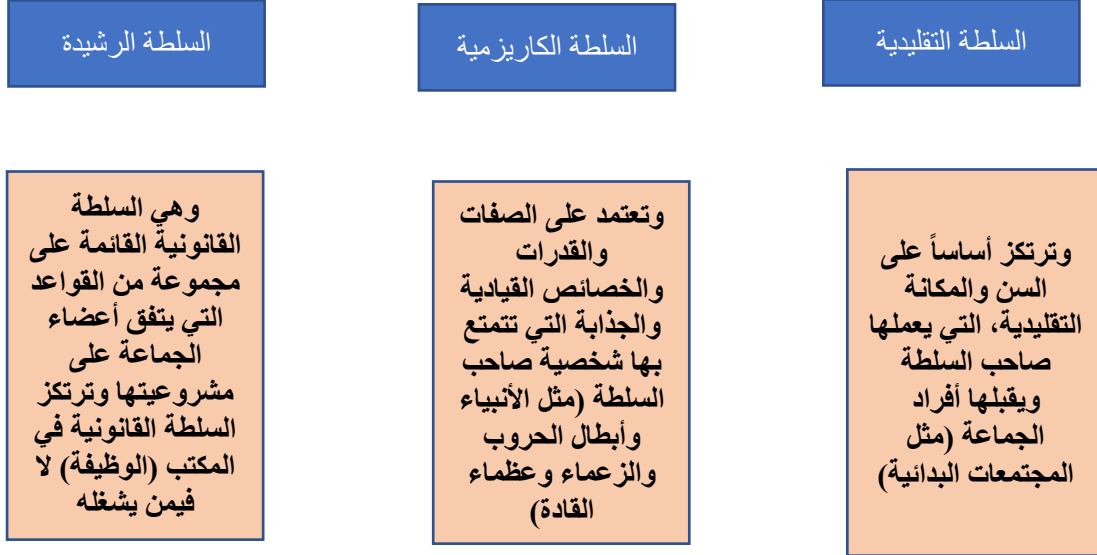 السلطة التقليدية
السلطة الكاريزمية
السلطة الرشيدة
وترتكز أساساً على
السن والمكانة
التقليدية، التي يعملها
صاحب السلطة
ويقبلها أفراد
الجماعة (مثل
المجتمعات البدائية)
وتعتمد على الصفات
والقدرات
والخصائص القيادية
والجذابة التي تتمتع
بها شخصية صاحب
السلطة (مثل الأنبياء
وأبطال الحروب
والزعماء وعظماء
القادة)
وهي السلطة
القانونية القائمة على
مجموعة من القواعد
التي يتفق أعضاء
الجماعة على
مشروعيتها وترتكز
السلطة القانونية في
المكتب (الوظيفة) لا
فيمن يشغله